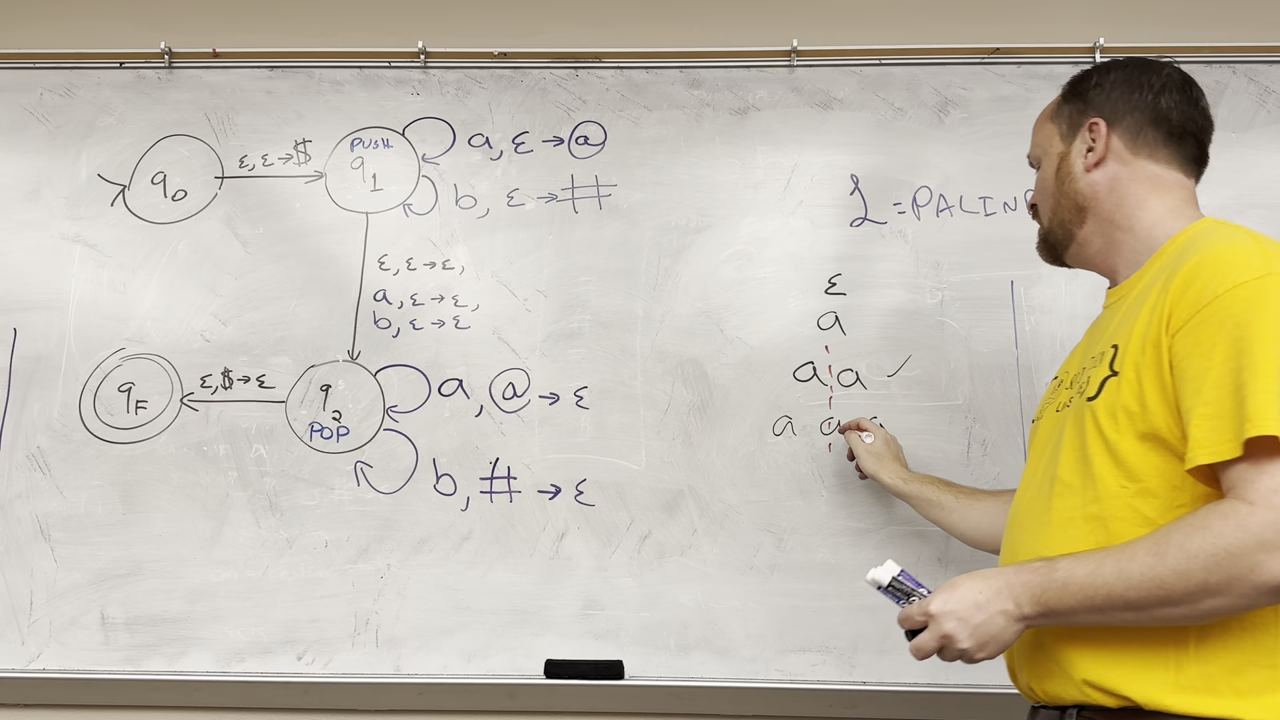 q0
ε, ε → $
PUSH
q1
a, ε → @
b, ε → #
ε, ε → ε,
a, ε → ε,
b, ε → ε
qF
ε, $ → ε
q2
POP
a, @ → ε
b, # → ε
L = PALIN
ε
a
a a ✓
a a a
}